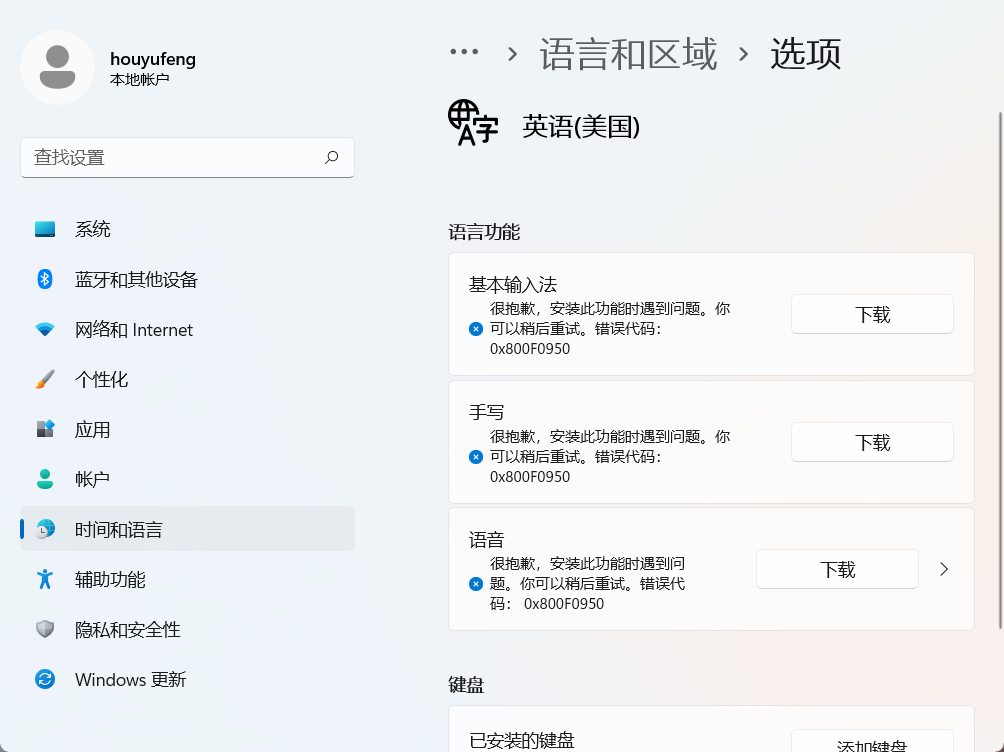 houyufeng
本地帐户
查找设置
系统
蓝牙和其他设备
网络和 Internet
个性化
应用
帐户
时间和语言
辅助功能
隐私和安全性
Windows 更新
··· > 语言和区域 > 选项
英语(美国)
语言功能
基本输入法
很抱歉，安装此功能时遇到问题。你
可以稍后重试。错误代码：
0x800F0950
下载
手写
很抱歉，安装此功能时遇到问题。你
可以稍后重试。错误代码：
0x800F0950
下载
语音
很抱歉，安装此功能时遇到问
题。你可以稍后重试。错误代
码： 0x800F0950
下载
键盘
已安装的键盘
添加键盘